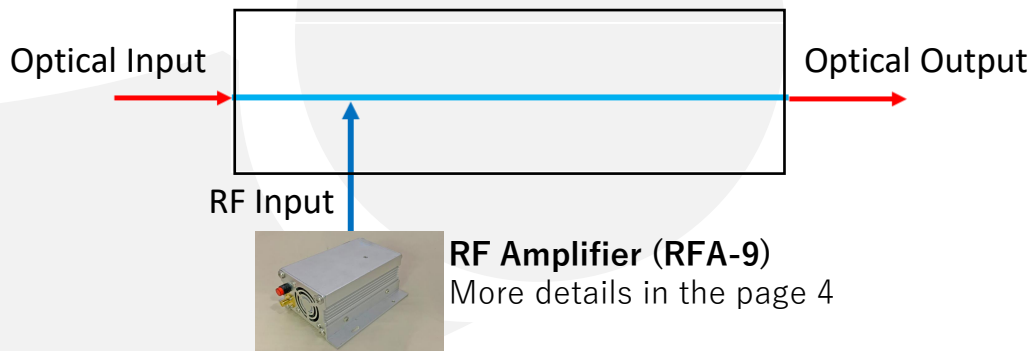 Optical Input
Optical Output
RF Input
RF Amplifier (RFA-9)
More details in the page 4